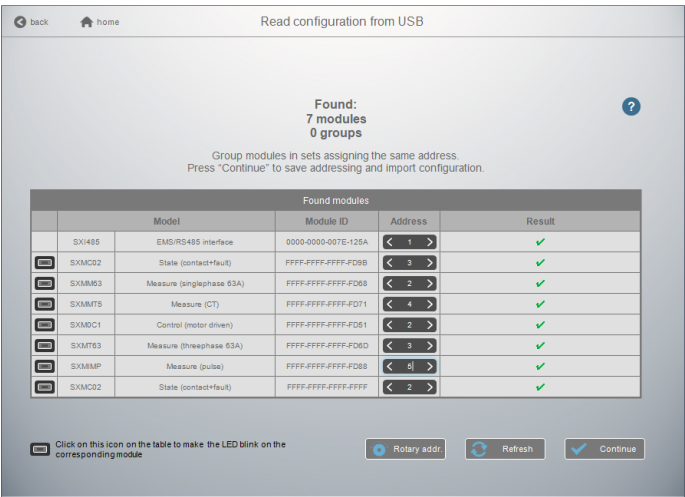 back home Read configuration from USB
Found:
7 modules
0 groups
?
Group modules in sets assigning the same address.
Press "Continue" to save addressing and import configuration.
Found modules
Model Module ID Address Result
SXI485 EMS/RS485 interface 0000-0000-007E-125A < 1 > ✔
SXMC02 State (contact+fault) FFFF-FFFF-FFFF-FD9B < 3 > ✔
SXMM63 Measure (singlephase 63A) FFFF-FFFF-FFFF-FD68 < 2 > ✔
SXMMT5 Measure (CT) FFFF-FFFF-FFFF-FD71 < 4 > ✔
SXM0C1 Control (motor driven) FFFF-FFFF-FFFF-FD51 < 2 > ✔
SXMT63 Measure (threephase 63A) FFFF-FFFF-FFFF-FD6D < 3 > ✔
SXMIMP Measure (pulse) FFFF-FFFF-FFFF-FD88 < 5 > ✔
SXMC02 State (contact+fault) FFFF-FFFF-FFFF-FFFF < 2 > ✔
Click on this icon on the table to make the LED blink on the
corresponding module
Rotary addr. Refresh Continue